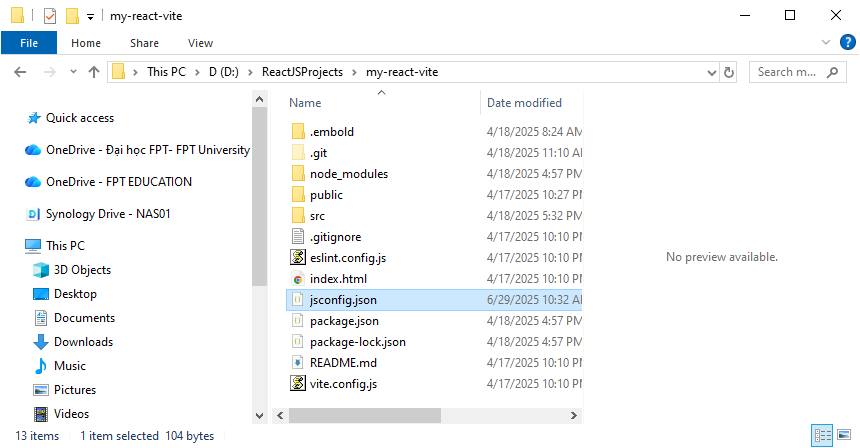 my-react-vite
File Home Share View
This PC > D (D:) > ReactJSProjects > my-react-vite
Search m...
Quick access
OneDrive - Đại học FPT- FPT University
OneDrive - FPT EDUCATION
Synology Drive - NAS01
This PC
3D Objects
Desktop
Documents
Downloads
Music
Pictures
Videos
Name Date modified
.embold 4/18/2025 8:24 AM
.git 4/18/2025 11:10 A
node_modules 4/18/2025 4:57 PM
public 4/17/2025 10:27 PM
src 4/18/2025 5:32 PM
.gitignore 4/17/2025 10:10 PM
eslint.config.js 4/17/2025 10:10 PM
index.html 4/17/2025 10:10 PM
jsconfig.json 6/29/2025 10:32 A
package.json 4/18/2025 4:57 PM
package-lock.json 4/18/2025 4:57 PM
README.md 4/17/2025 10:10 PM
vite.config.js 4/17/2025 10:10 PM
No preview available.
13 items 1 item selected 104 bytes